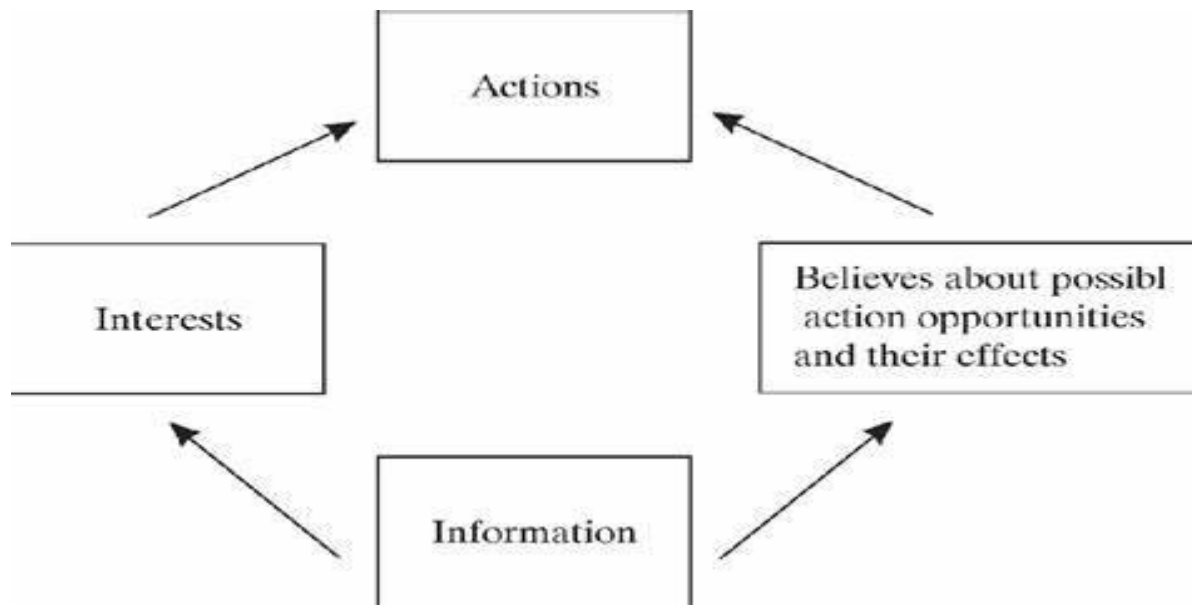 Actions
Interests
Believes about possibl
action opportunities
and their effects
Information